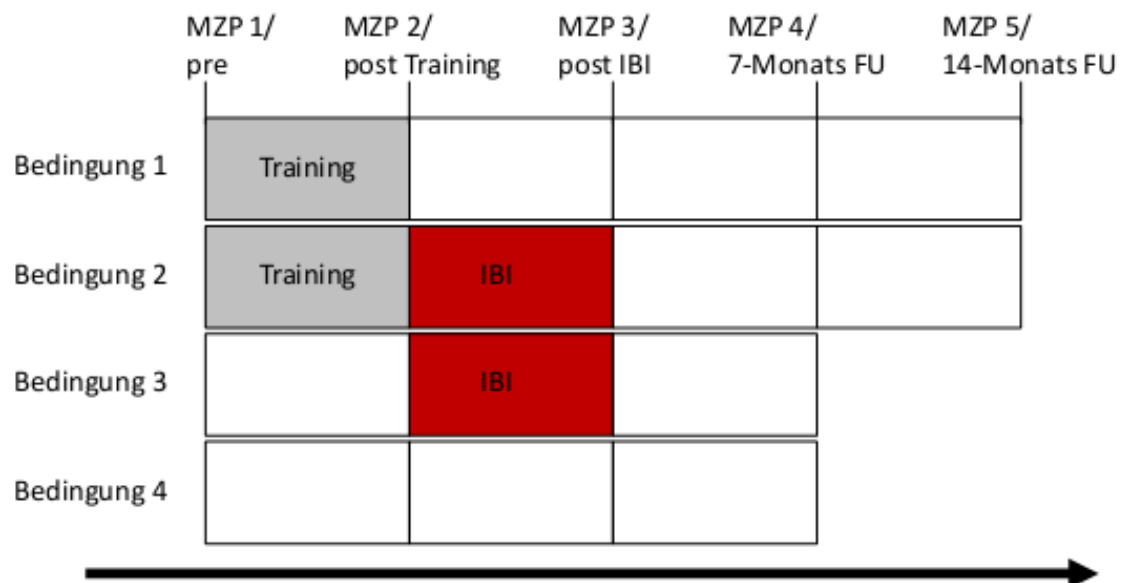 MZP 1/ MZP 2/ MZP 3/ MZP 4/ MZP 5/
pre post Training post IBI 7-Monats FU 14-Monats FU
Bedingung 1 Training
Bedingung 2 Training IBI
Bedingung 3 IBI
Bedingung 4